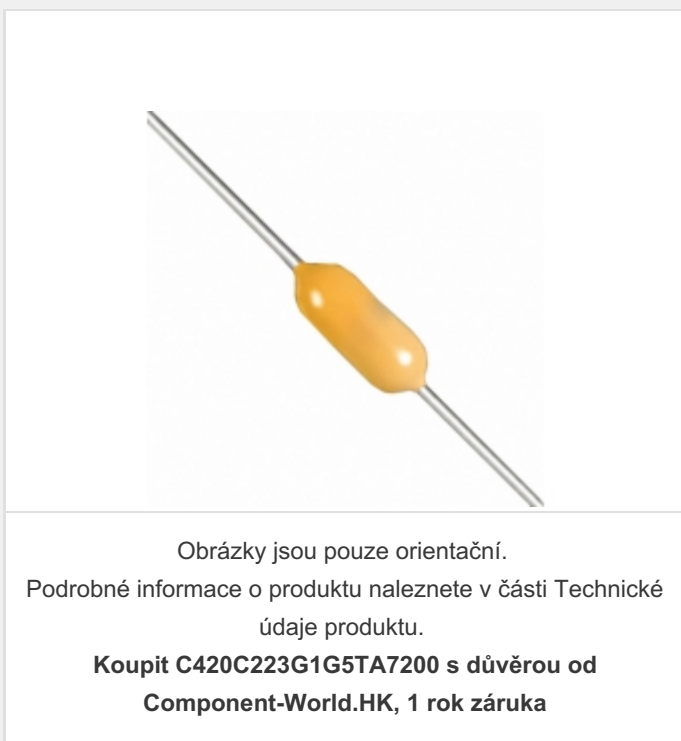 Obrázky jsou pouze orientační.
Podrobné informace o produktu naleznete v části Technické
údaje produktu.
Koupit C420C223G1G5TA7200 s důvěrou od
Component-World.HK, 1 rok záruka